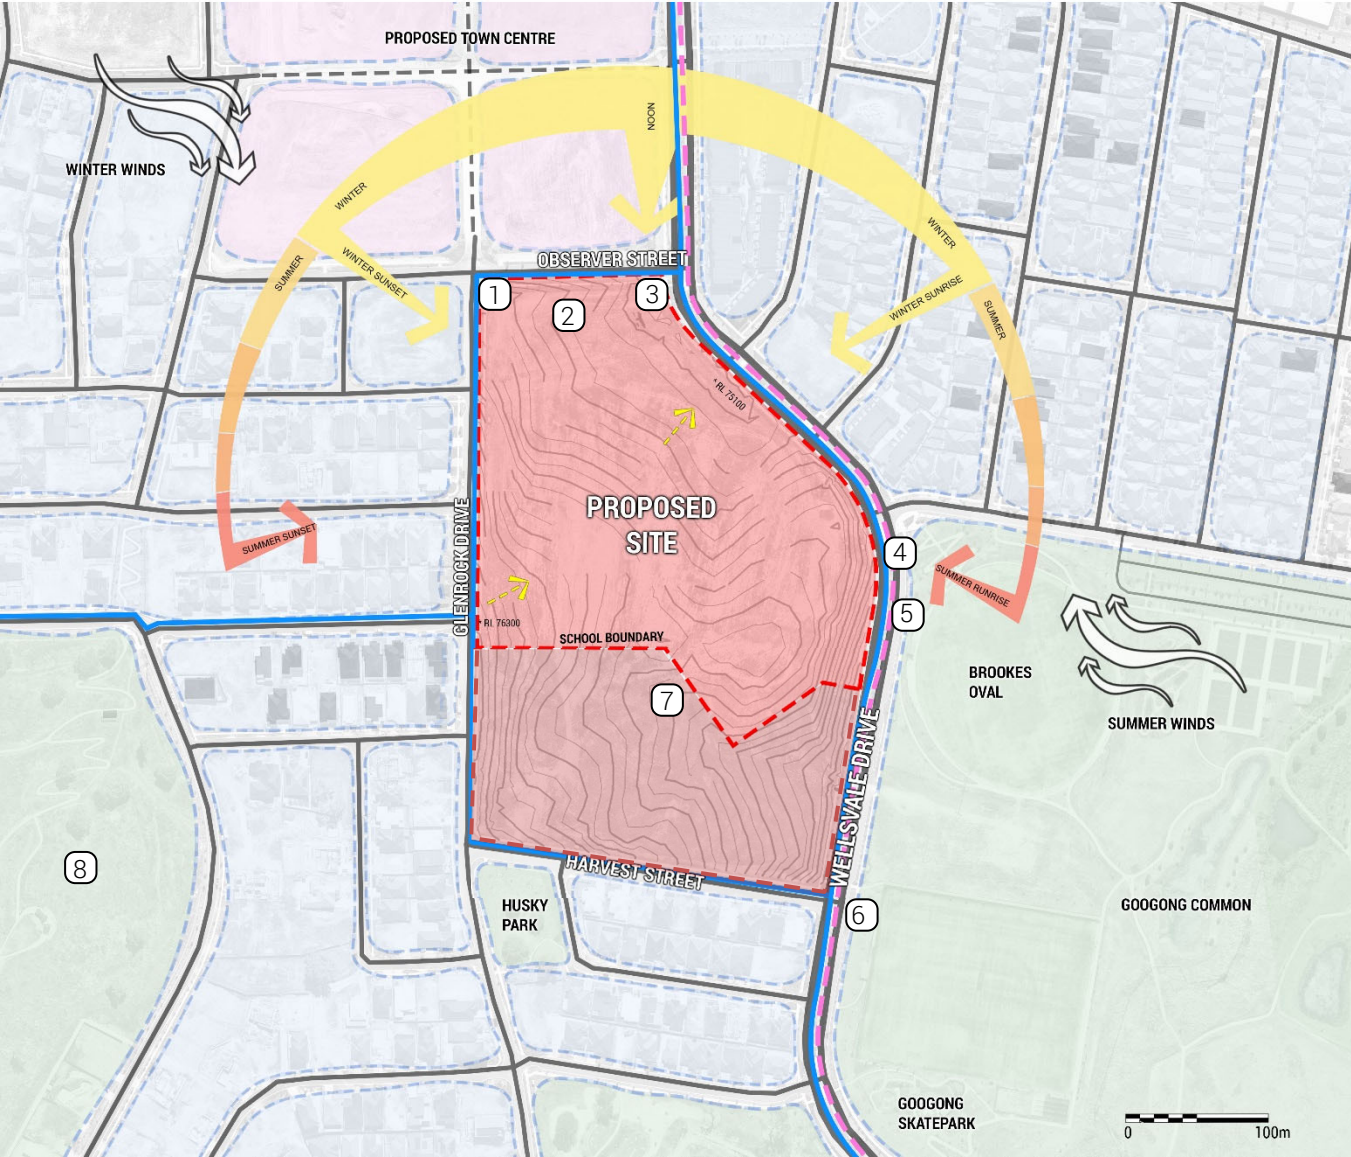 PROPOSED TOWN CENTRE
NOON
WINTER WINDS
WINTER
WINTER
OBSERVER STREET
SUMMER
WINTER SUNSET
WINTER SUNRISE
SUMMER
1
2
3
RL 75100
PROPOSED
SITE
GLENROCK DRIVE
SUMMER SUNSET
4
SUMMER RUNRISE
5
RL 76300
SCHOOL BOUNDARY
BROOKES
OVAL
7
SUMMER WINDS
WELLSVALE DRIVE
8
HARVEST STREET
HUSKY
PARK
6
GOOGONG COMMON
GOOGONG
SKATEPARK
0 100m